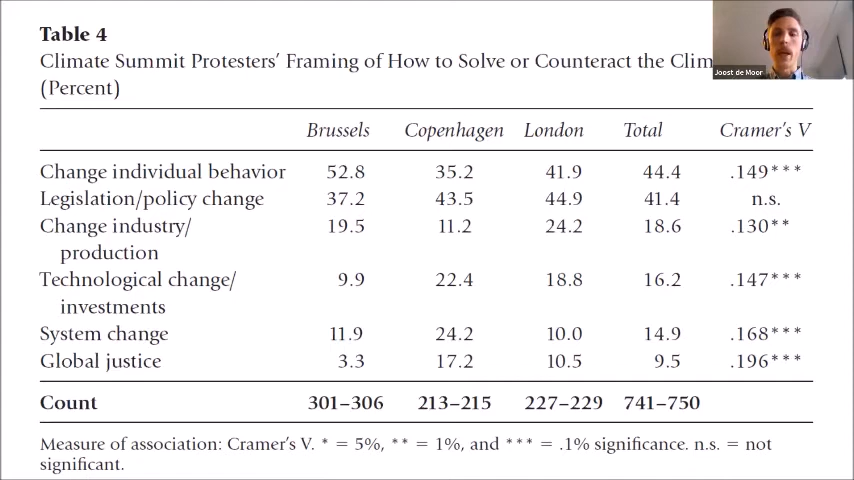 Table 4
Climate Summit Protesters' Framing of How to Solve or Counteract the Clim
(Percent)
Joost de Moor
Brussels Copenhagen London Total Cramer's V
Change individual behavior 52.8 35.2 41.9 44.4 .149***
Legislation/policy change 37.2 43.5 44.9 41.4 n.s.
Change industry/ 19.5 11.2 24.2 18.6 .130**
production
Technological change/ 9.9 22.4 18.8 16.2 .147***
investments
System change 11.9 24.2 10.0 14.9 .168***
Global justice 3.3 17.2 10.5 9.5 .196***
Count 301–306 213–215 227–229 741–750
Measure of association: Cramer's V. * = 5%, ** = 1%, and *** = .1% significance. n.s. = not
significant.